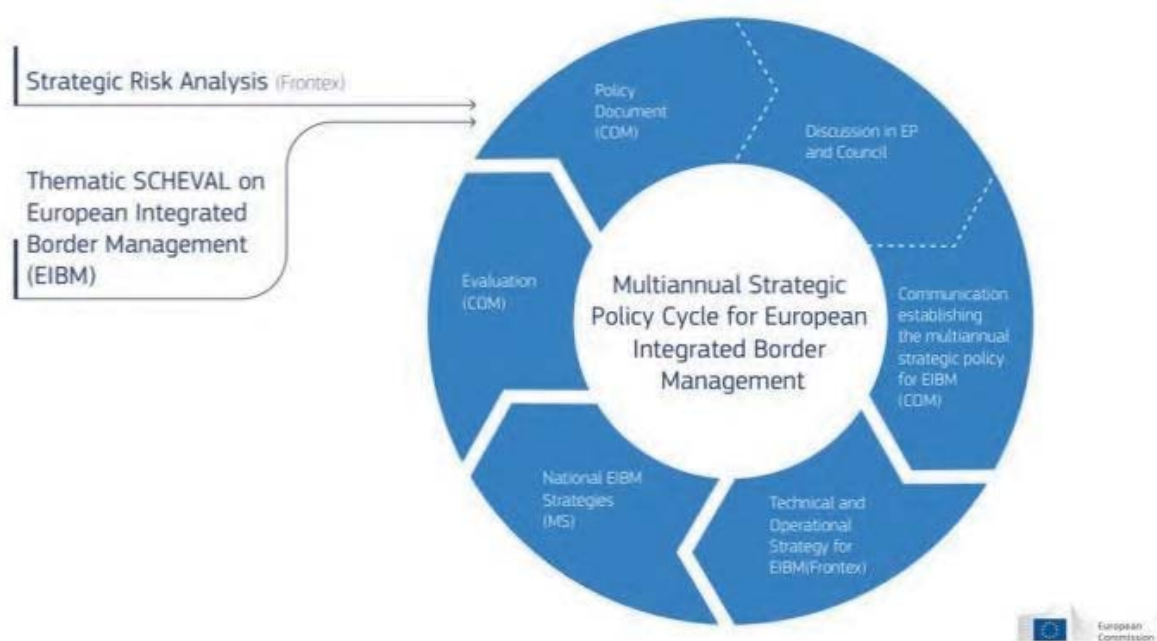 Strategic Risk Analysis (Frontex)
Thematic SCHEVAL on
European Integrated
Border Management
(EIBM)
Policy
Document
(COM)
Discussion in EP
and Council
Communication
establishing
the multiannual
strategic policy
for EIBM
(COM)
Technical and
Operational
Strategy for
EIBM(Frontex)
National EIBM
Strategies
(MS)
Evaluation
(COM)
Multiannual Strategic
Policy Cycle for European
Integrated Border
Management
European
Commission